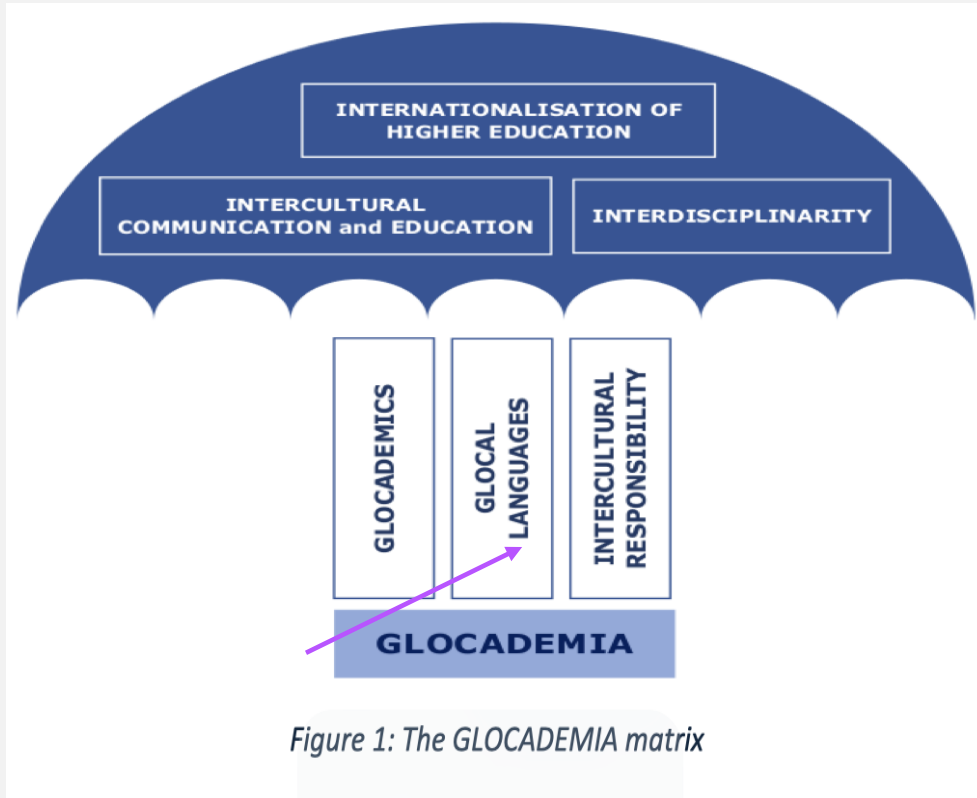 INTERNATIONALISATION OF
HIGHER EDUCATION
INTERCULTURAL
COMMUNICATION and EDUCATION
INTERDISCIPLINARITY
GLOCADEMICS
GLOCAL
LANGUAGES
INTERCULTURAL
RESPONSIBILITY
GLOCADEMIA
Figure 1: The GLOCADEMIA matrix